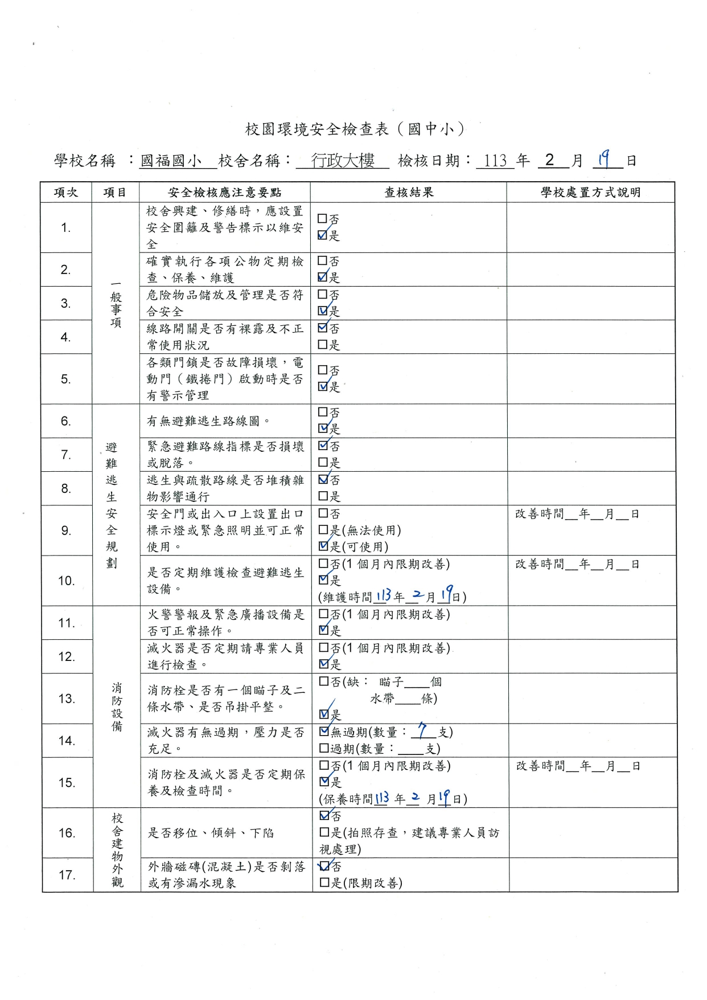 校園環境安全檢查表（國中小）
學校名稱 ：國福國小 校舍名稱： 行政大樓 檢核日期： 113 年 2 月 19 日
項次 項目 安全檢核應注意要點 查核結果 學校處置方式說明
一般事項
1. 校舍興建、修繕時，應設置
安全圍籬及警告標示以維安
全
□否
☑是
2. 確實執行各項公物定期檢
查、保養、維護
□否
☑是
3. 危險物品儲放及管理是否符
合安全
□否
☑是
4. 線路開關是否有裸露及不正
常使用狀況
☑否
□是
5. 各類門鎖是否故障損壞，電
動門（鐵捲門）啟動時是否
有警示管理
□否
☑是
避難逃生安全規劃
6. 有無避難逃生路線圖。
□否
☑是
7. 緊急避難路線指標是否損壞
或脫落。
☑否
□是
8. 逃生與疏散路線是否堆積雜
物影響通行
☑否
□是
9. 安全門或出入口上設置出口
標示燈或緊急照明並可正常
使用。
□否
□是(無法使用)
☑是(可使用)
改善時間__年__月__日
10. 是否定期維護檢查避難逃生
設備。
□否(1 個月內限期改善)
☑是
(維護時間113年 2 月19日)
改善時間__年__月__日
消防設備
11. 火警警報及緊急廣播設備是
否可正常操作。
□否(1 個月內限期改善)
☑是
12. 滅火器是否定期請專業人員
進行檢查。
□否(1 個月內限期改善)
☑是
13. 消防栓是否有一個瞄子及二
條水帶、是否吊掛平整。
□否(缺： 瞄子____個
水帶____條)
☑是
14. 滅火器有無過期，壓力是否
充足。
☑無過期(數量： 7 支)
□過期(數量：____支)
15. 消防栓及滅火器是否定期保
養及檢查時間。
□否(1 個月內限期改善)
☑是
(保養時間113 年 2 月19日)
改善時間__年__月__日
校舍建物外觀
16. 是否移位、傾斜、下陷
☑否
□是(拍照存查，建議專業人員訪
視處理)
17. 外牆磁磚(混凝土)是否剝落
或有滲漏水現象
☑否
□是(限期改善)